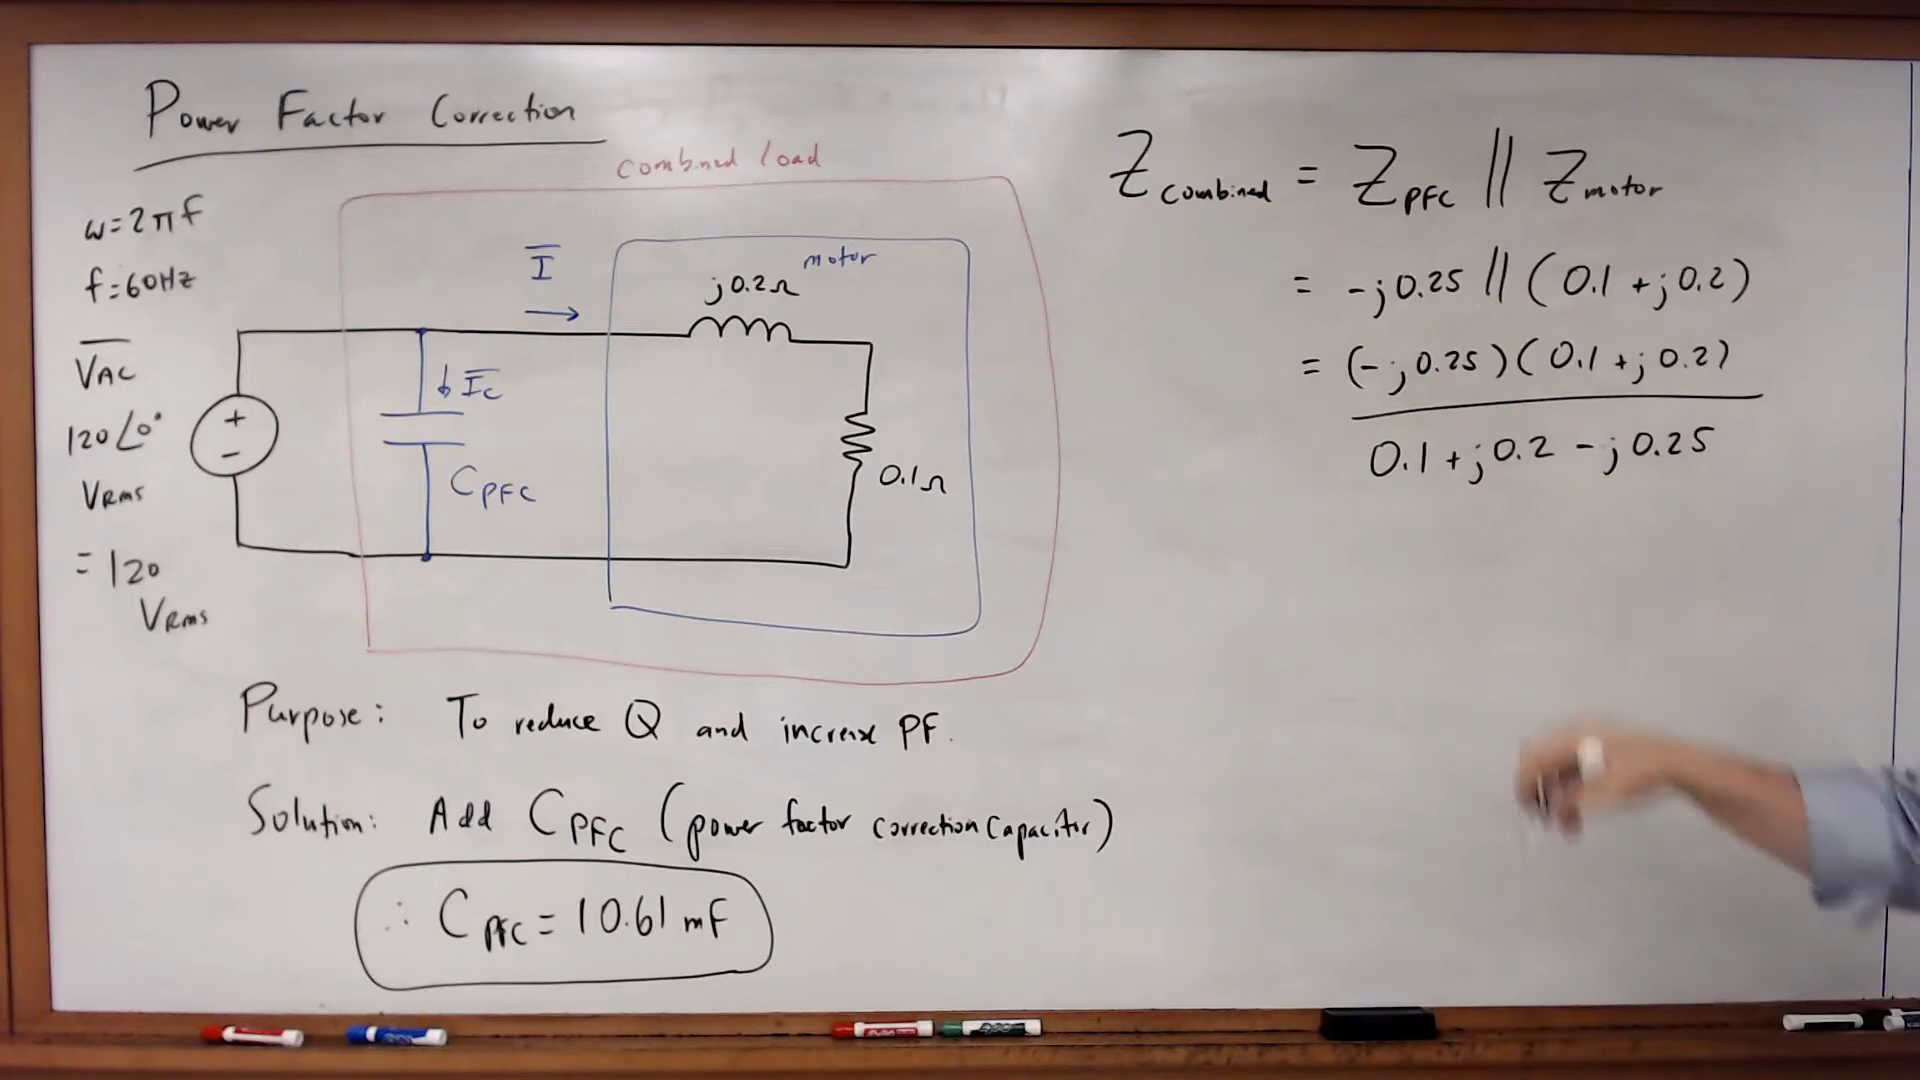 Power Factor Correction
combined load
ω=2πf
f=60Hz
VAC
120∠0°
VRMS
= 120
VRMS
I
motor
j0.2Ω
Ic
+
-
CPFC
0.1Ω
Purpose: To reduce Q and increase PF.
Solution: Add CPFC (power factor correction capacitor)
∴ CPFC = 10.61 mF
Zcombined = ZPFC || Zmotor
= -j0.25 || (0.1 + j0.2)
= (-j0.25)(0.1 + j0.2)
0.1 + j0.2 - j0.25